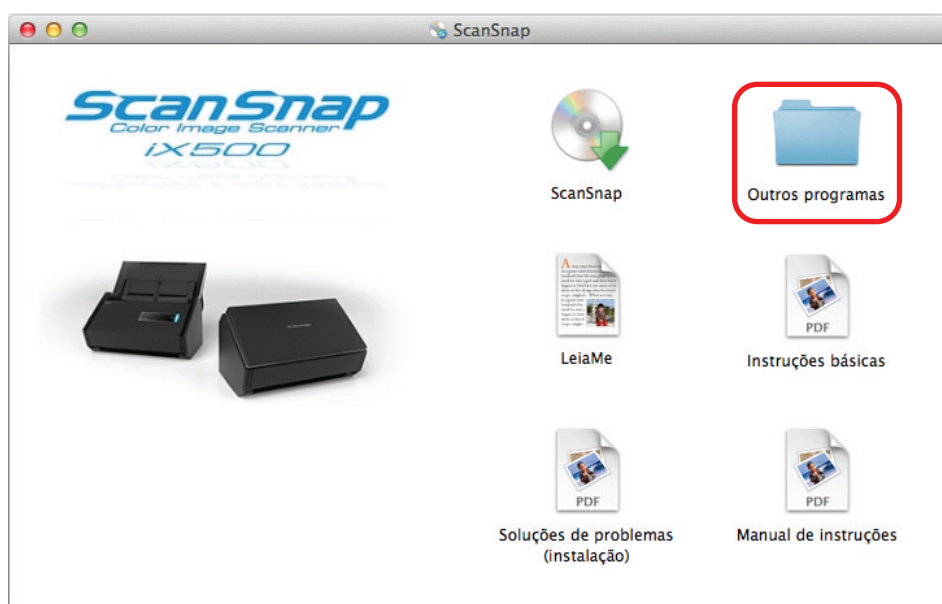 ScanSnap
ScanSnap
Color Image Scanner
iX500
ScanSnap
Outros programas
LeiaMe
PDF
Instruções básicas
PDF
Soluções de problemas
(instalação)
PDF
Manual de instruções